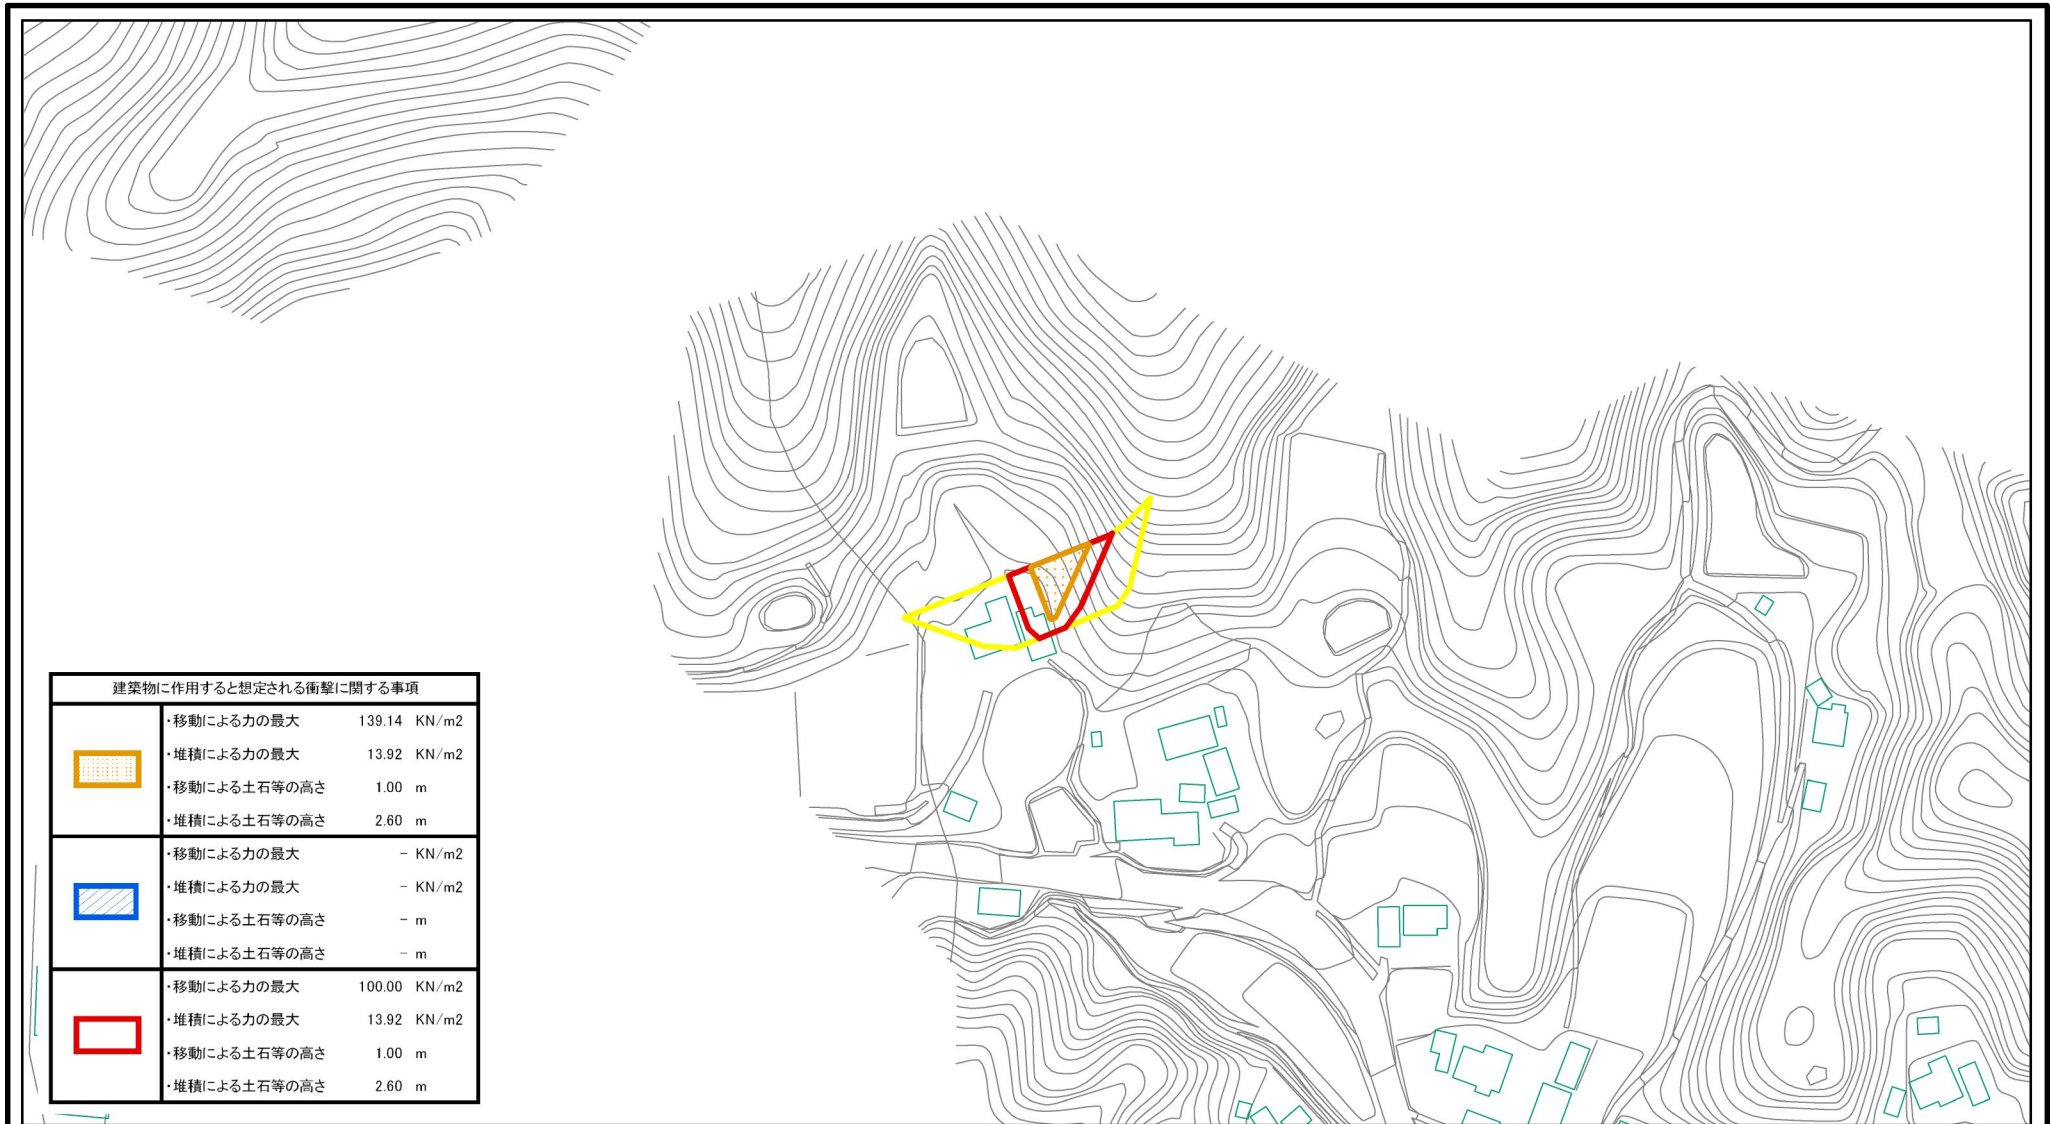 建築物に作用すると想定される衝撃に関する事項
・移動による力の最大 139.14 KN/m2
・堆積による力の最大 13.92 KN/m2
・移動による土石等の高さ 1.00 m
・堆積による土石等の高さ 2.60 m
・移動による力の最大 - KN/m2
・堆積による力の最大 - KN/m2
・移動による土石等の高さ - m
・堆積による土石等の高さ - m
・移動による力の最大 100.00 KN/m2
・堆積による力の最大 13.92 KN/m2
・移動による土石等の高さ 1.00 m
・堆積による土石等の高さ 2.60 m